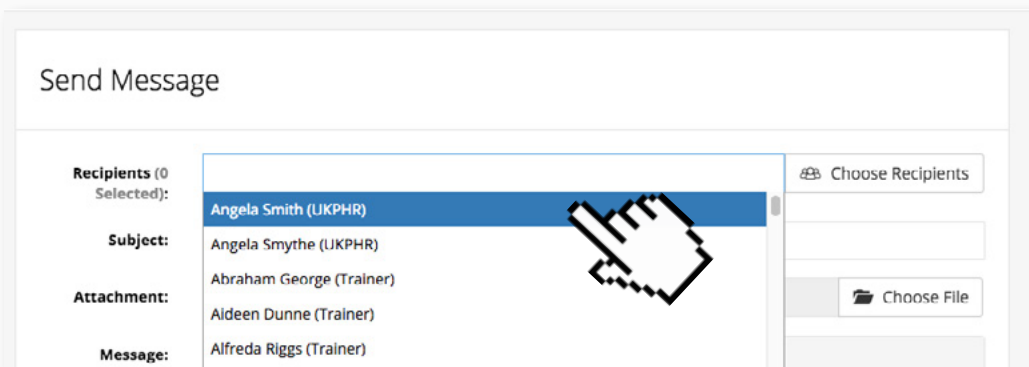 Send Message
Recipients (0
Selected):
Choose Recipients
Angela Smith (UKPHR)
Subject:
Angela Smythe (UKPHR)
Abraham George (Trainer)
Attachment:
Choose File
Aideen Dunne (Trainer)
Message:
Alfreda Riggs (Trainer)